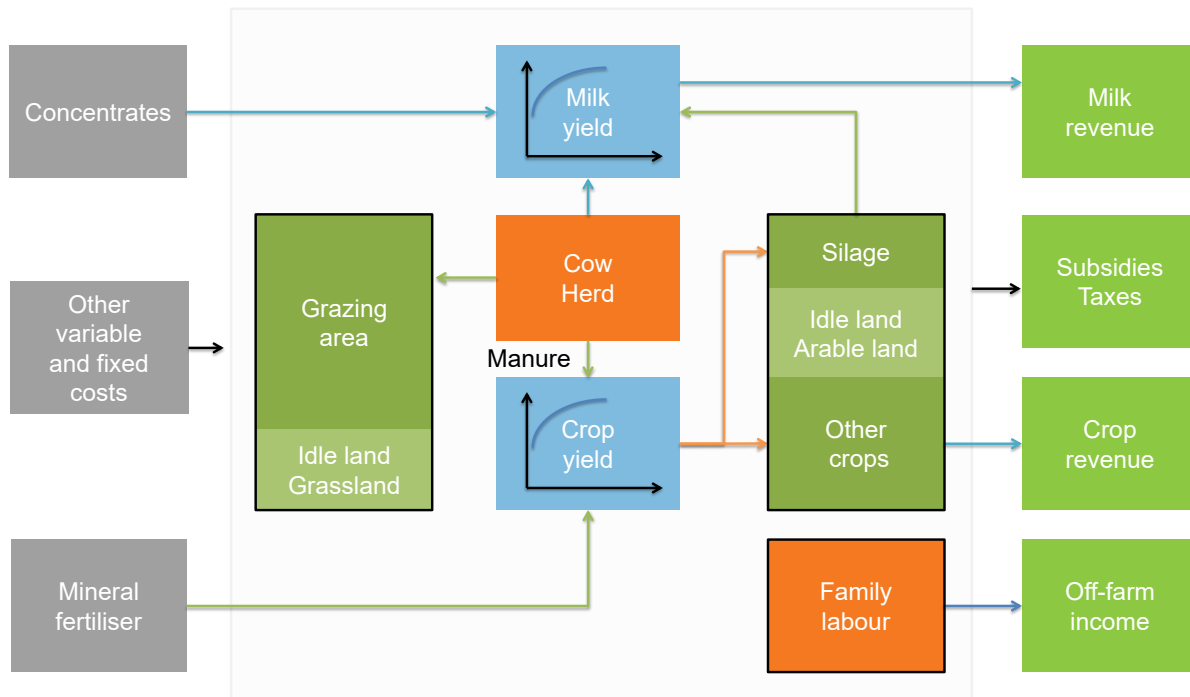 Concentrates
Milk
yield
Milk
revenue
Other
variable
and fixed
costs
Grazing
area
Idle land
Grassland
Cow
Herd
Manure
Crop
yield
Silage
Idle land
Arable land
Other
crops
Subsidies
Taxes
Crop
revenue
Mineral
fertiliser
Family
labour
Off-farm
income